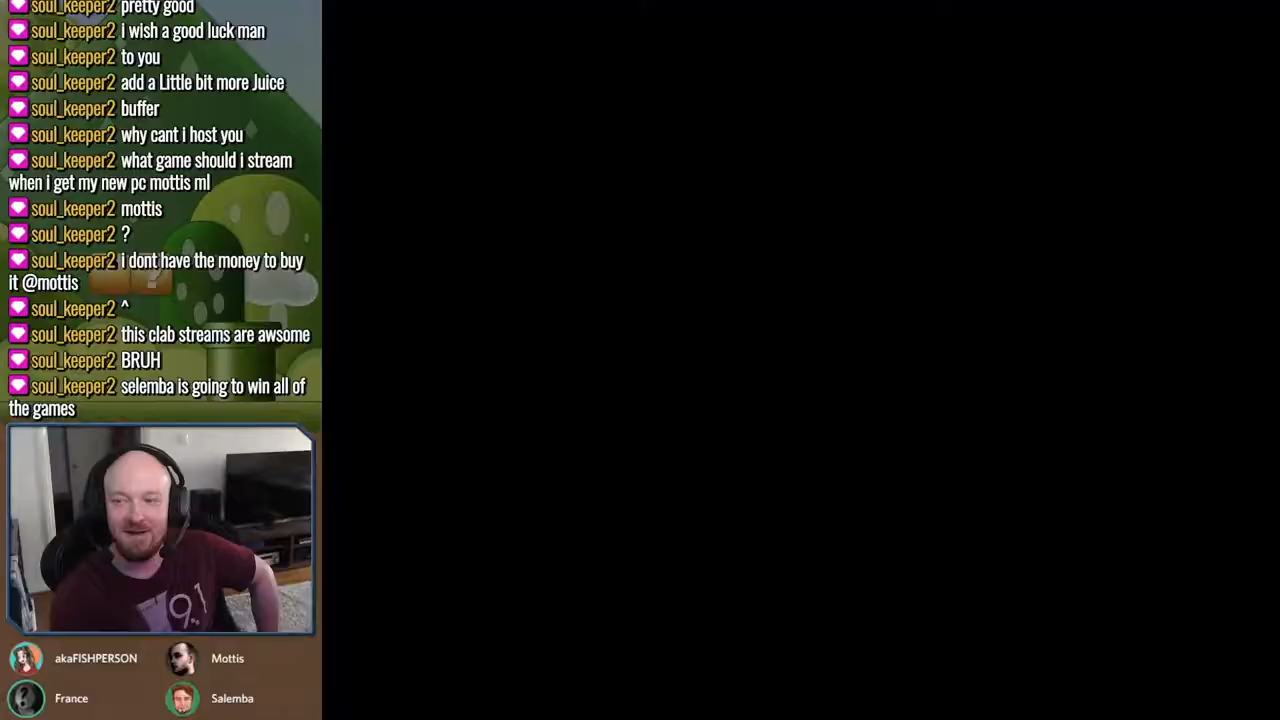 soul_keeper2 pretty good
soul_keeper2 i wish a good luck man
soul_keeper2 to you
soul_keeper2 add a Little bit more Juice
soul_keeper2 buffer
soul_keeper2 why cant i host you
soul_keeper2 what game should i stream
when i get my new pc mottis ml
soul_keeper2 mottis
soul_keeper2 ?
soul_keeper2 i dont have the money to buy
it @mottis
soul_keeper2 ^
soul_keeper2 this clab streams are awsome
soul_keeper2 BRUH
soul_keeper2 selemba is going to win all of
the games
9.1
akaFISHPERSON Mottis
France Salemba